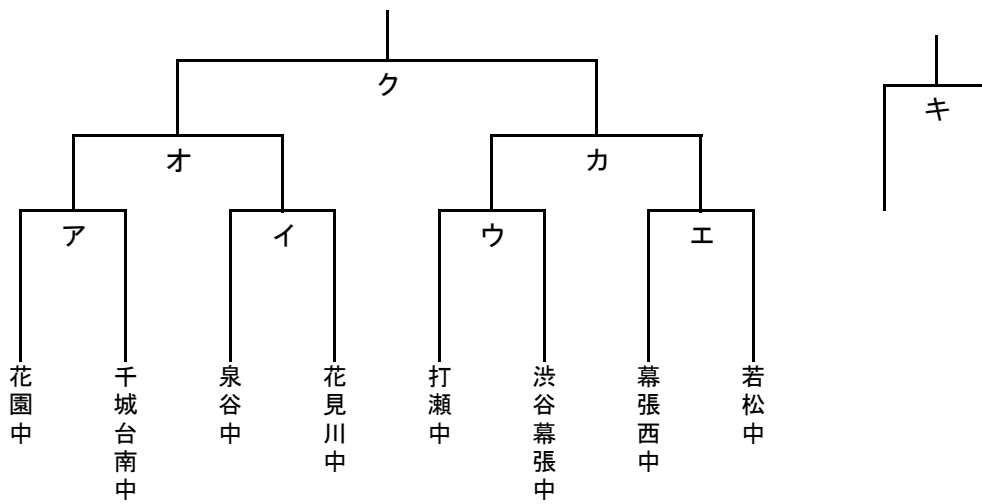 ク
キ
オ
カ
ア
イ
ウ
エ
花園中
千城台南中
泉谷中
花見川中
打瀬中
渋谷幕張中
幕張西中
若松中